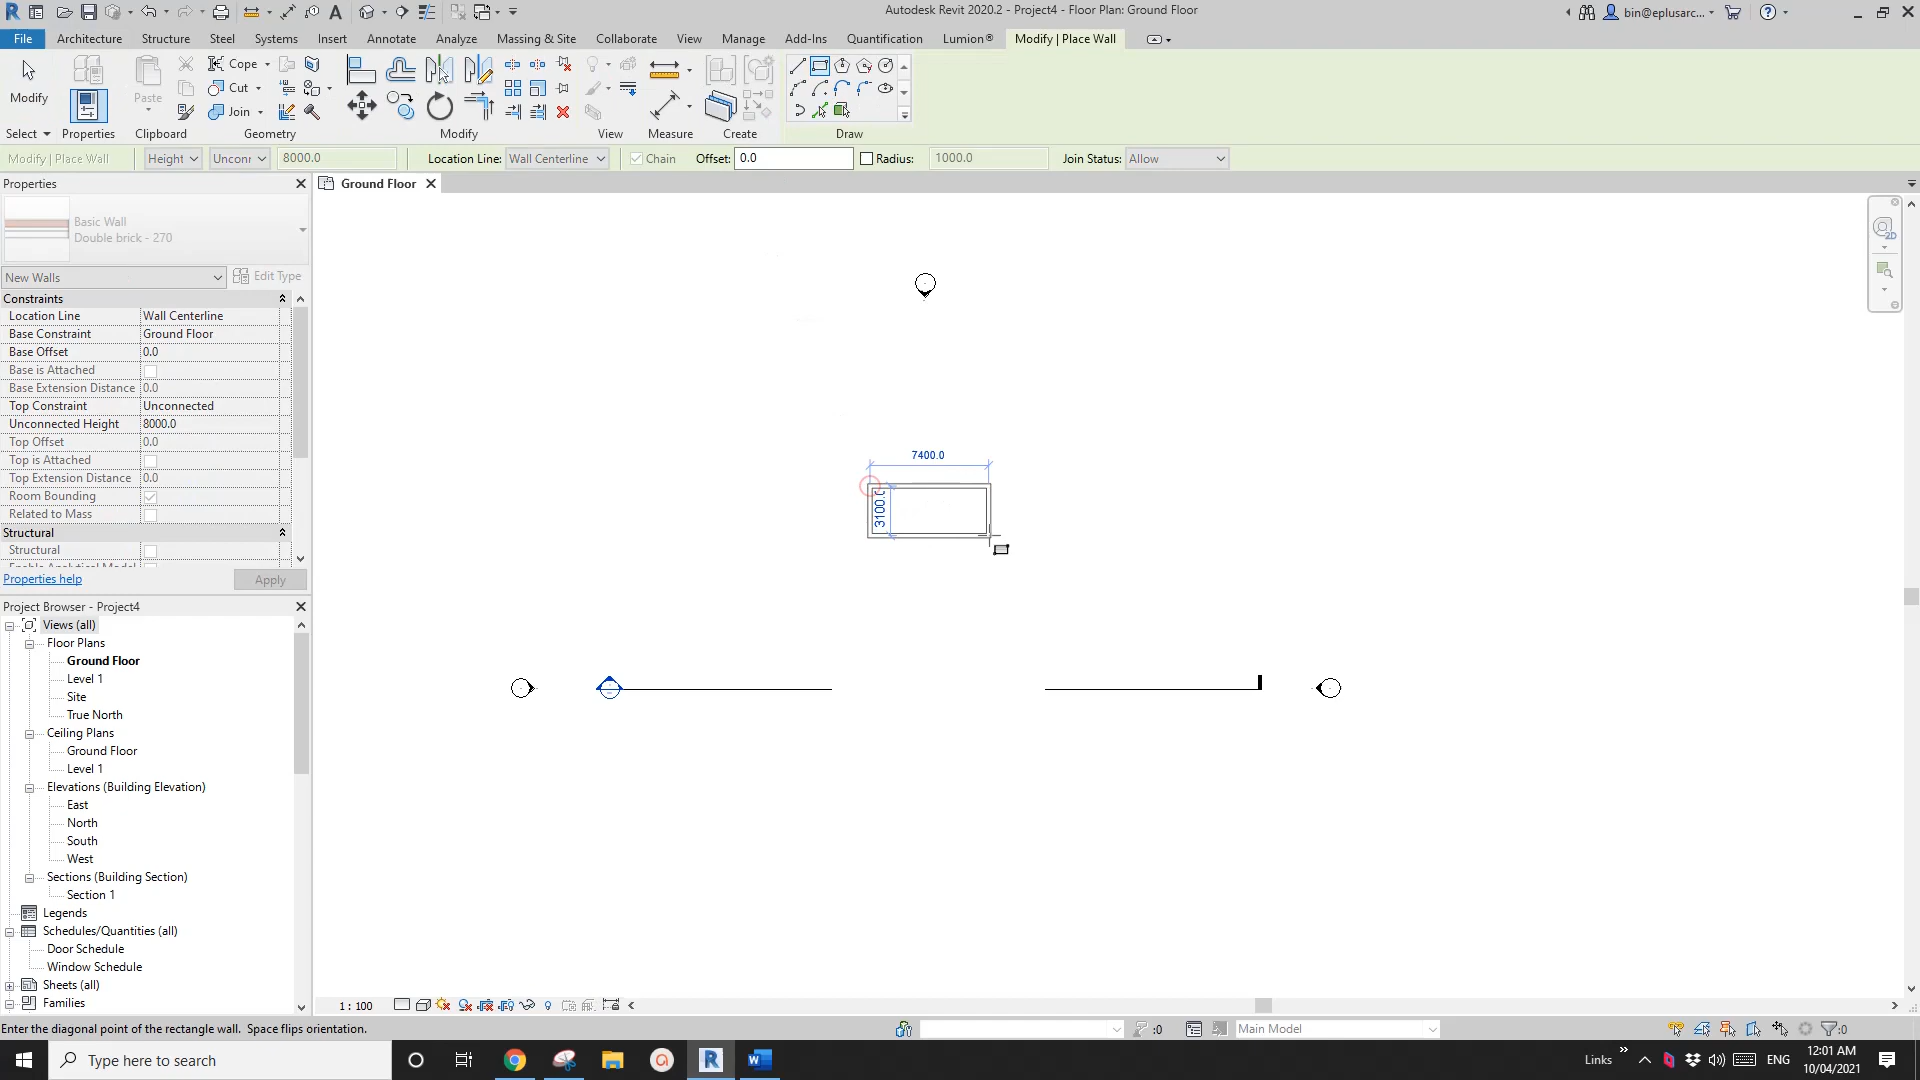 Autodesk Revit 2020.2 - Project4 - Floor Plan: Ground Floor
bin@eplusarc...
File Architecture Structure Steel Systems Insert Annotate Analyze Massing & Site Collaborate View Manage Add-Ins Quantification Lumion® Modify | Place Wall
Modify
Paste
Cope
Cut
Join
Select Properties Clipboard Geometry Modify View Measure Create Draw
Modify | Place Wall Height Unconr 8000.0 Location Line: Wall Centerline Chain Offset: 0.0 Radius: 1000.0 Join Status: Allow
Properties
Ground Floor
Basic Wall
Double brick - 270
New Walls Edit Type
Constraints
Location Line Wall Centerline
Base Constraint Ground Floor
Base Offset 0.0
Base is Attached
Base Extension Distance 0.0
Top Constraint Unconnected
Unconnected Height 8000.0
Top Offset 0.0
Top is Attached
Top Extension Distance 0.0
Room Bounding
Related to Mass
Structural
Structural
Properties help Apply
7400.0
3100.0
Project Browser - Project4
Views (all)
Floor Plans
Ground Floor
Level 1
Site
True North
Ceiling Plans
Ground Floor
Level 1
Elevations (Building Elevation)
East
North
South
West
Sections (Building Section)
Section 1
Legends
Schedules/Quantities (all)
Door Schedule
Window Schedule
Sheets (all)
Families
1 : 100
Enter the diagonal point of the rectangle wall. Space flips orientation.
:0 Main Model :0
Type here to search
Links ENG 12:01 AM
10/04/2021